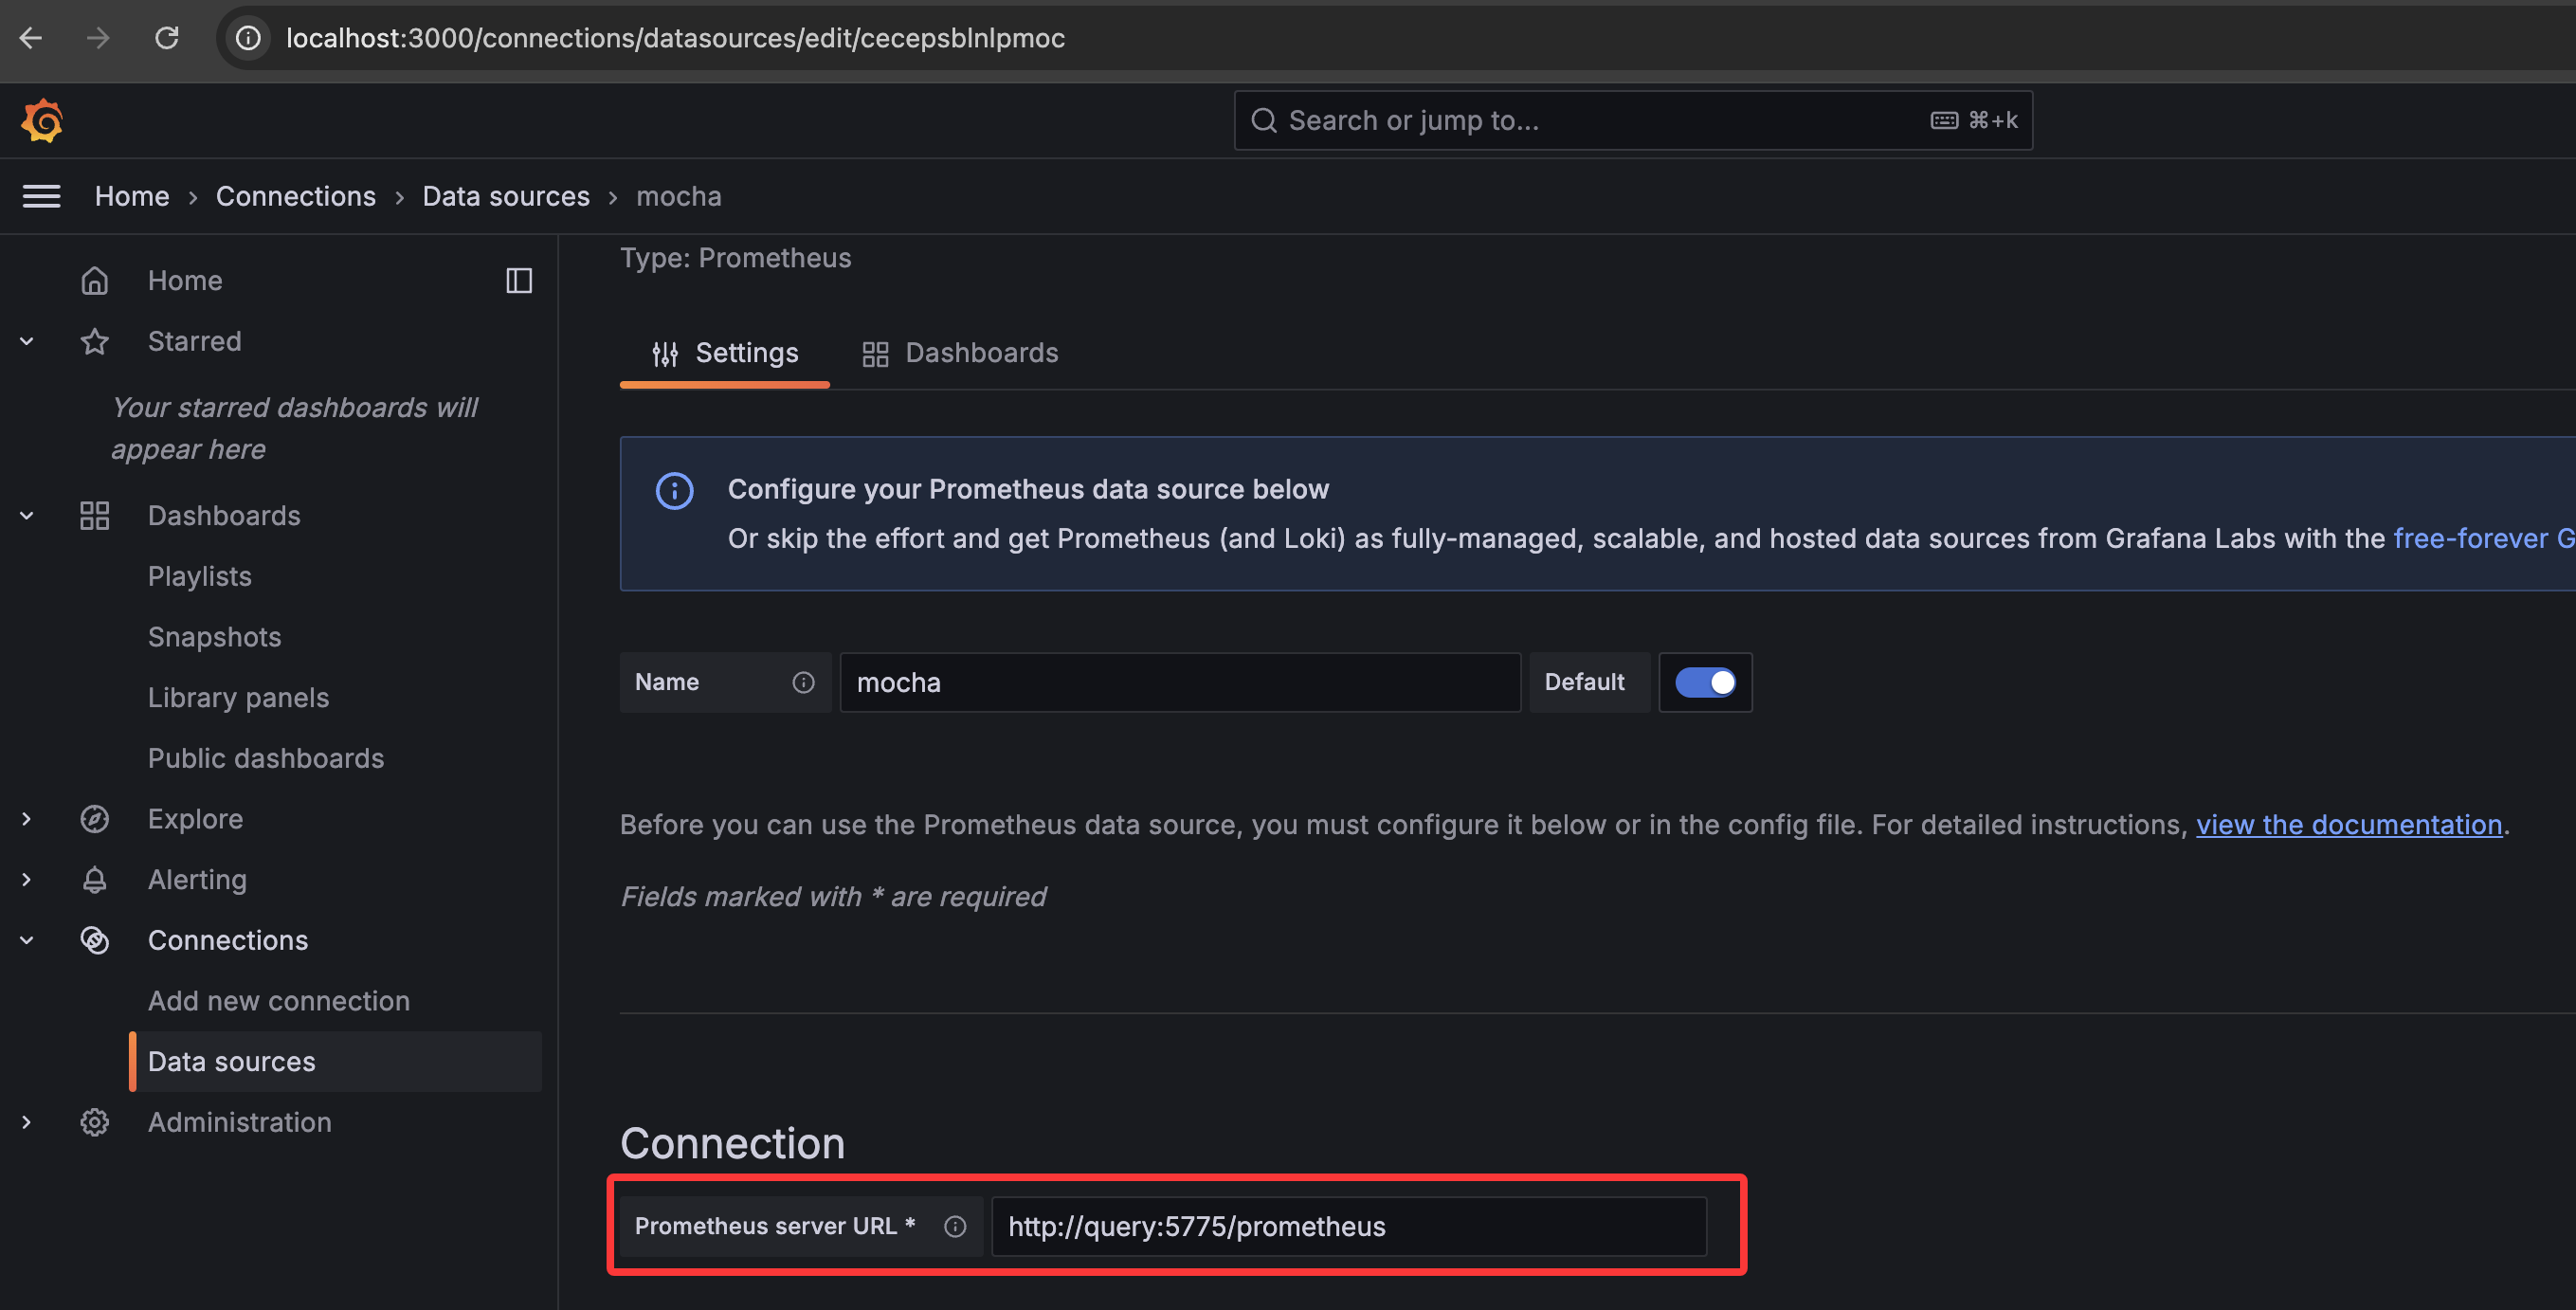 localhost:3000/connections/datasources/edit/cecepsblnlpmoc
Search or jump to...
⌘+k
Home › Connections › Data sources › mocha
Home
Starred
Your starred dashboards will
appear here
Dashboards
Playlists
Snapshots
Library panels
Public dashboards
Explore
Alerting
Connections
Add new connection
Data sources
Administration
Type: Prometheus
Settings
Dashboards
Configure your Prometheus data source below
Or skip the effort and get Prometheus (and Loki) as fully-managed, scalable, and hosted data sources from Grafana Labs with the free-forever G
Name
mocha
Default
Before you can use the Prometheus data source, you must configure it below or in the config file. For detailed instructions, view the documentation.
Fields marked with * are required
Connection
Prometheus server URL *
http://query:5775/prometheus